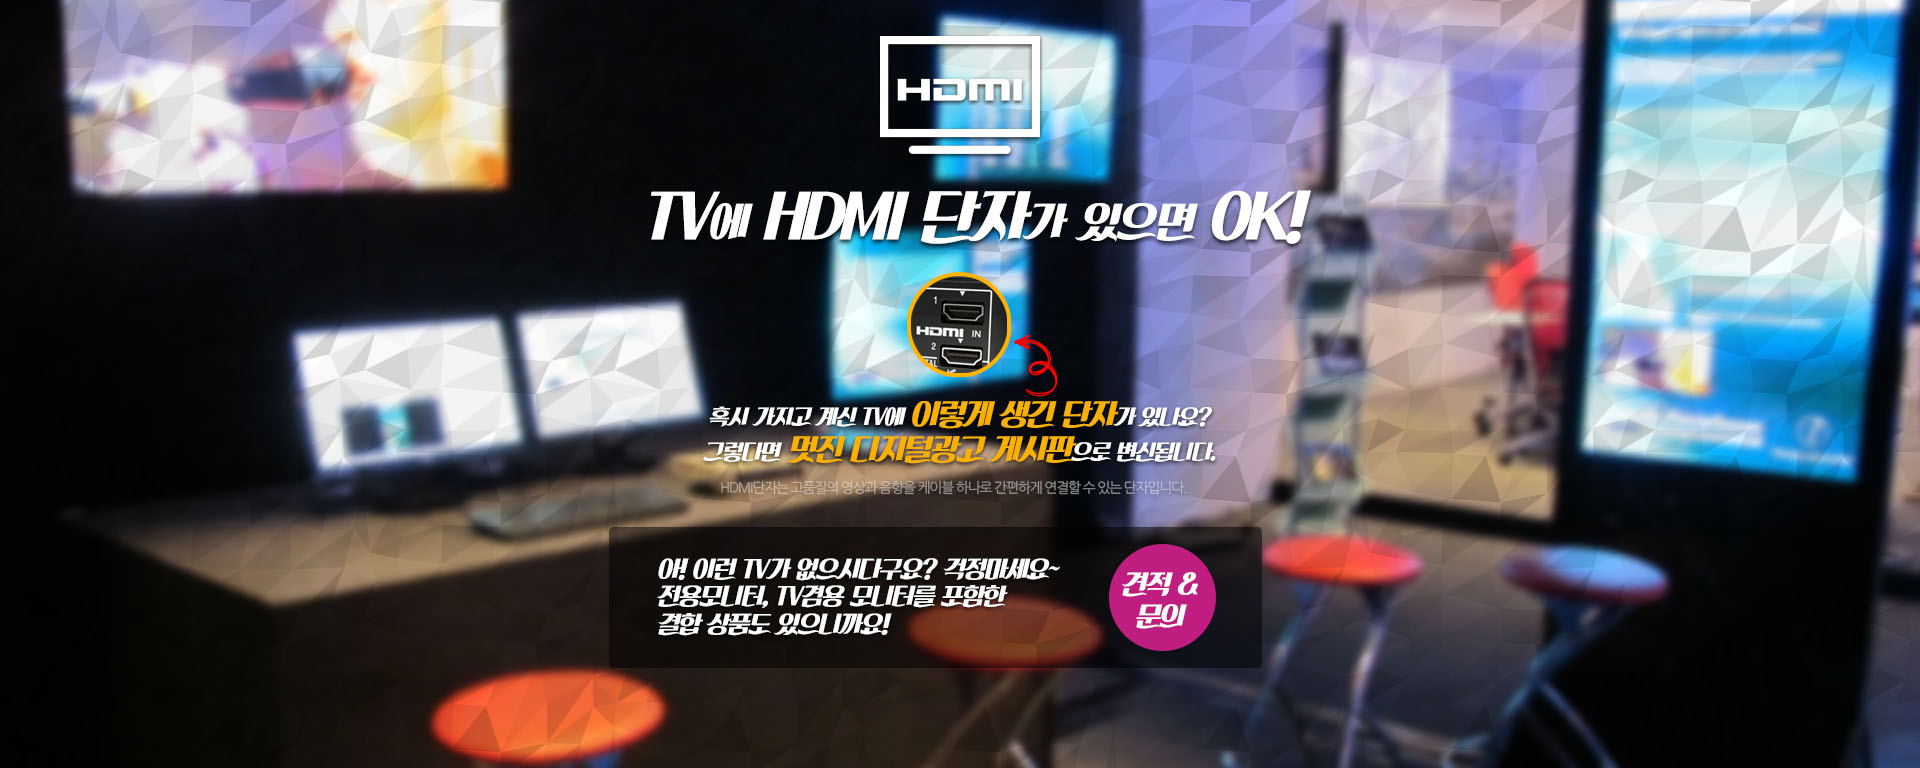 HDMI
TV에 HDMI 단자가 있으면 OK!
1
HDMI IN
2
혹시 가지고 계신 TV에 이렇게 생긴 단자가 있나요?
그렇다면 멋진 디지털광고 게시판으로 변신됩니다.
HDMI단자는 고품질의 영상과 음향을 케이블 하나로 간편하게 연결할 수 있는 단자입니다.
아! 이런 TV가 없으시다구요? 걱정마세요~
전용모니터, TV겸용 모니터를 포함한
결합 상품도 있으니까요!
견적 &
문의